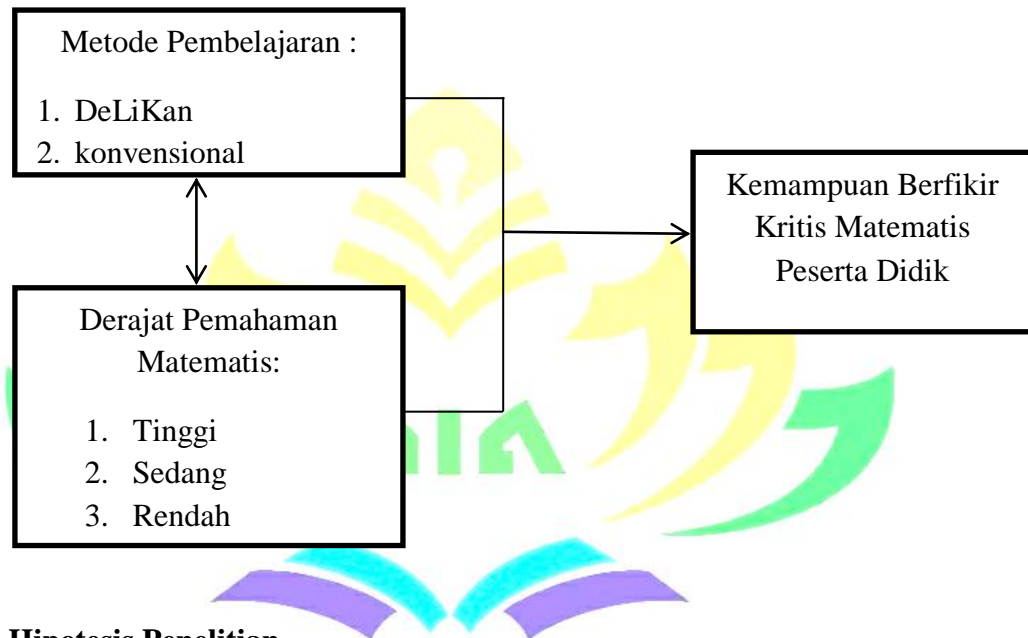 Metode Pembelajaran :
1. DeLiKan
2. konvensional
Kemampuan Berfikir
Kritis Matematis
Peserta Didik
Derajat Pemahaman
Matematis:
1. Tinggi
2. Sedang
3. Rendah
Hipotesis Penelitian